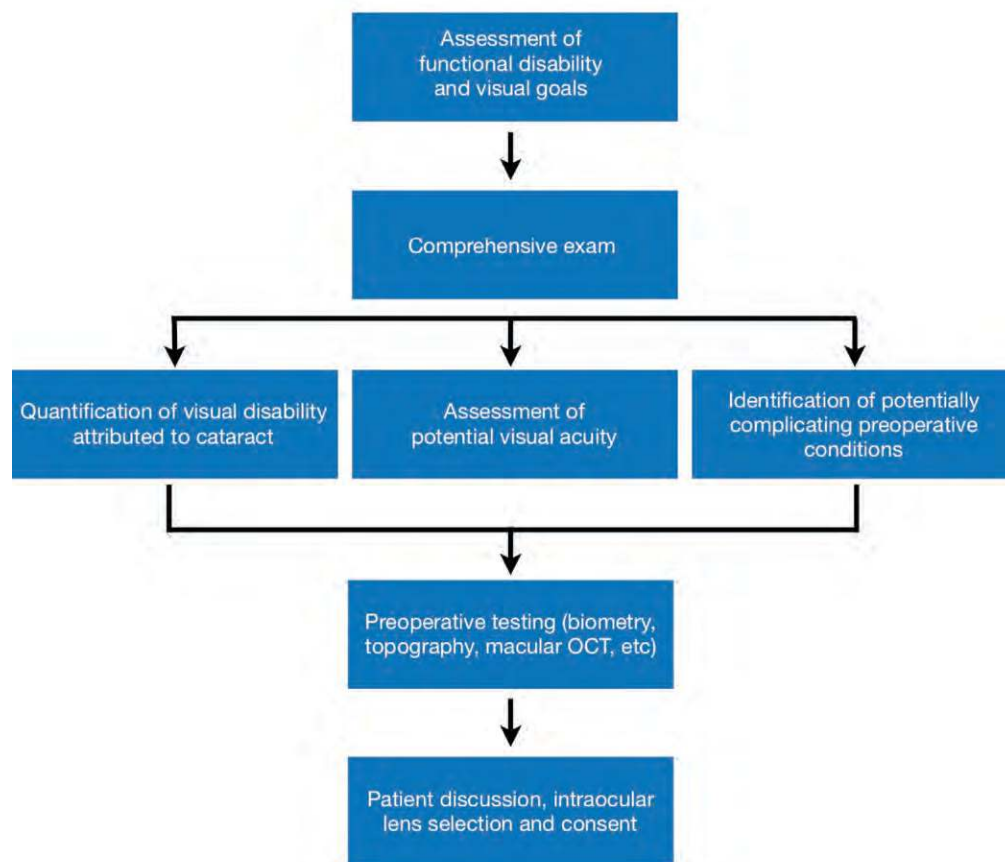 Assessment of
functional disability
and visual goals
Comprehensive exam
Quantification of visual disability
attributed to cataract
Assessment of
potential visual acuity
Identification of potentially
complicating preoperative
conditions
Preoperative testing (biometry,
topography, macular OCT, etc)
Patient discussion, intraocular
lens selection and consent